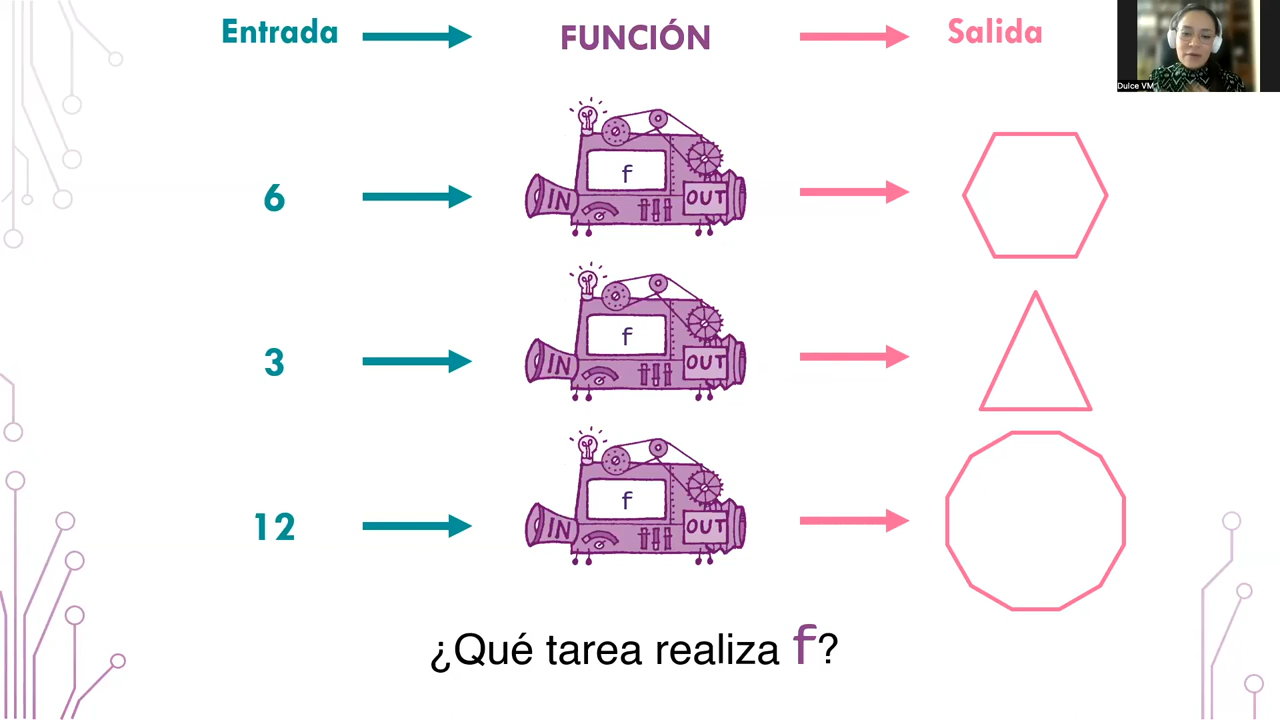 Entrada FUNCIÓN Salida
Dulce VM
6 IN f OUT
3 IN f OUT
12 IN f OUT
¿Qué tarea realiza f?